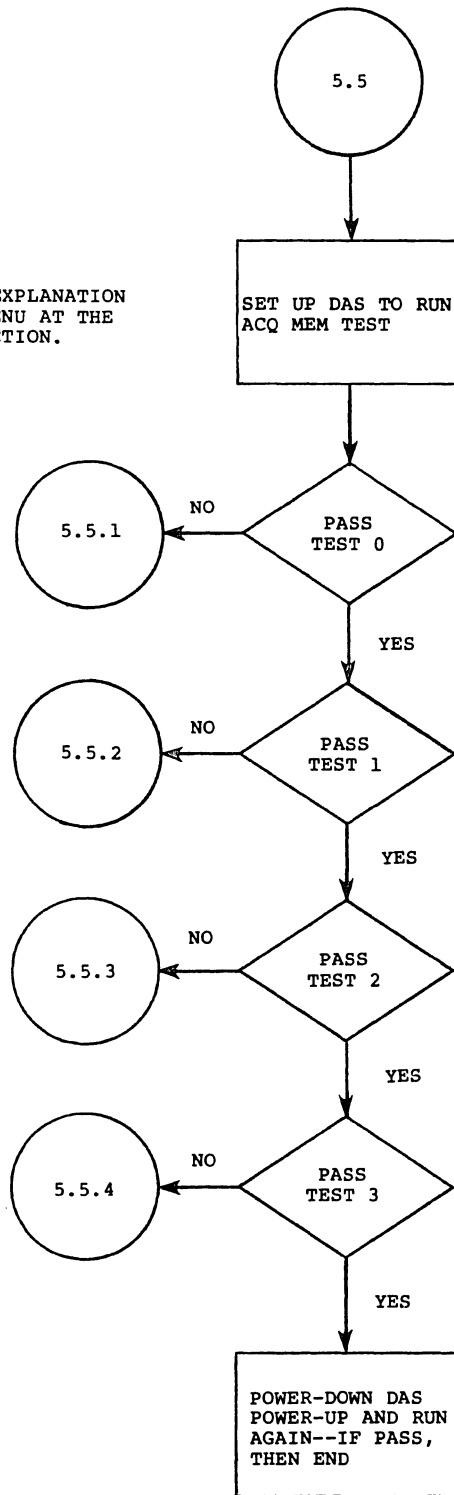 5.5
EXPLANATION
ENU AT THE
CTION.
SET UP DAS TO RUN
ACQ MEM TEST
NO
5.5.1
PASS
TEST 0
YES
NO
5.5.2
PASS
TEST 1
YES
NO
5.5.3
PASS
TEST 2
YES
NO
5.5.4
PASS
TEST 3
YES
POWER-DOWN DAS
POWER-UP AND RUN
AGAIN--IF PASS,
THEN END